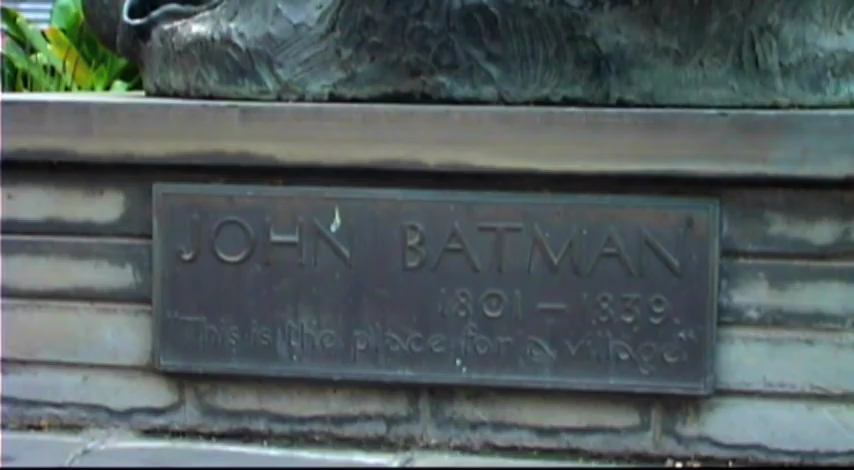 JOHN BATMAN
1801 – 1839.
"This is the place for a village"